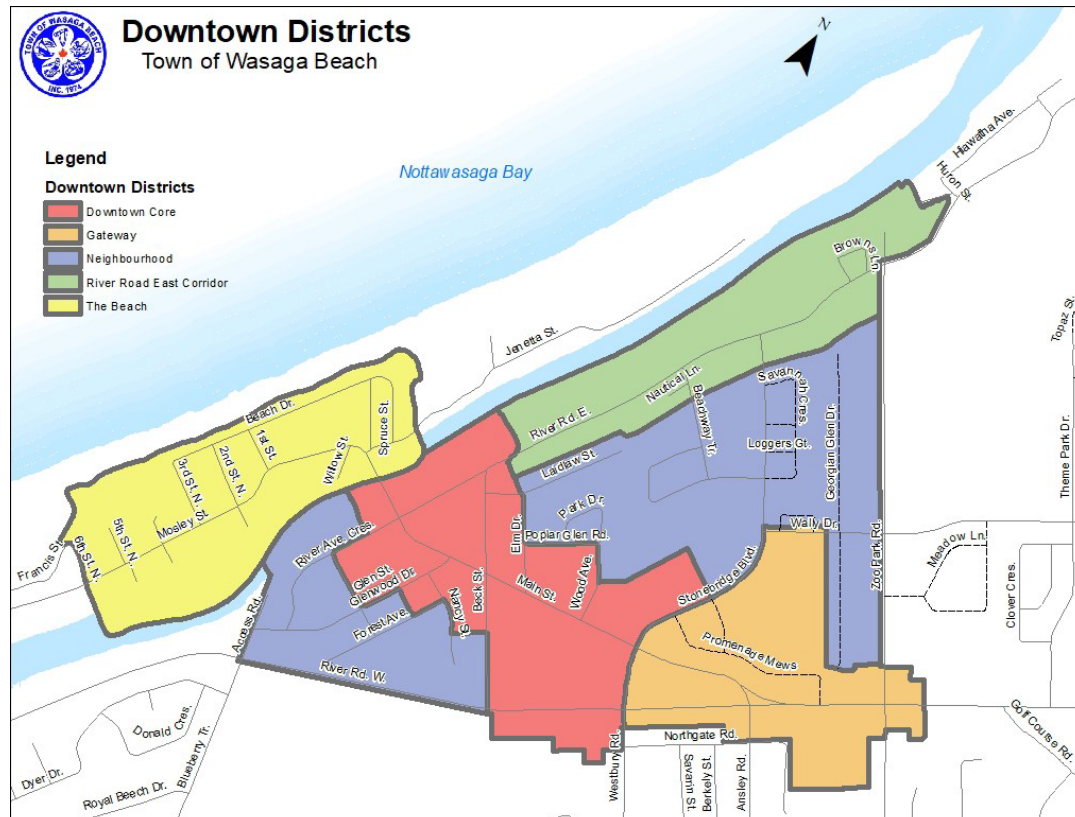 TOWN OF WASAGA BEACH
INC. 1974
Downtown Districts
Town of Wasaga Beach
N
Legend
Downtown Districts
Downtown Core
Gateway
Neighbourhood
River Road East Corridor
The Beach
Nottawasaga Bay
Hiawatha Ave.
Huron St.
Browns Ln.
Topaz St.
Jenetta St.
Beach Dr.
Spruce St.
Willow St.
1st St.
2nd St. N.
3rd St. N.
Mosley St.
5th St. N.
6th St. N.
Francis St.
River Rd. E.
Nautical Ln.
Beachway Tr.
Savannah Cres.
Loggers Gt.
Georgian Glen Dr.
Theme Park Dr.
Laidlaw St.
Park Dr.
Poplar Glen Rd.
Elm Dr.
Wally Dr.
Zoo Park Rd.
Meadow Ln.
Clover Cres.
River Ave. Cres.
Glen St.
Glenwood Dr.
Nancy St.
Beck St.
Main St.
Wood Ave.
Stonebridge Blvd.
Forest Ave.
Access Rd.
River Rd. W.
Promenage Mews
Golf Course Rd.
Donald Cres.
Blueberry Tr.
Dyer Dr.
Royal Beech Dr.
Westbury Rd.
Northgate Rd.
Savarin St.
Berkely St.
Ansley Rd.